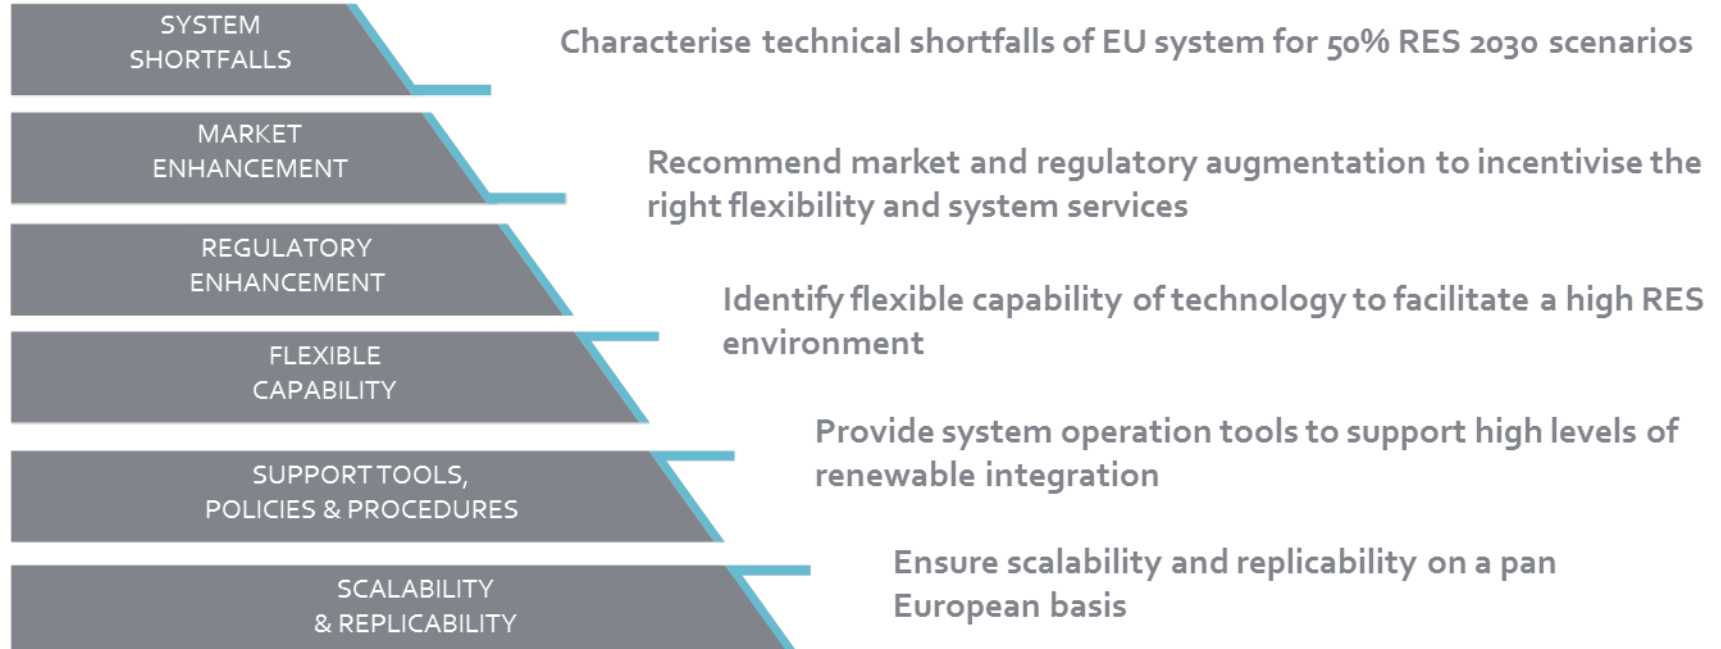 SYSTEM
SHORTFALLS
Characterise technical shortfalls of EU system for 50% RES 2030 scenarios
MARKET
ENHANCEMENT
Recommend market and regulatory augmentation to incentivise the
right flexibility and system services
REGULATORY
ENHANCEMENT
Identify flexible capability of technology to facilitate a high RES
environment
FLEXIBLE
CAPABILITY
Provide system operation tools to support high levels of
renewable integration
SUPPORT TOOLS,
POLICIES & PROCEDURES
Ensure scalability and replicability on a pan
European basis
SCALABILITY
& REPLICABILITY